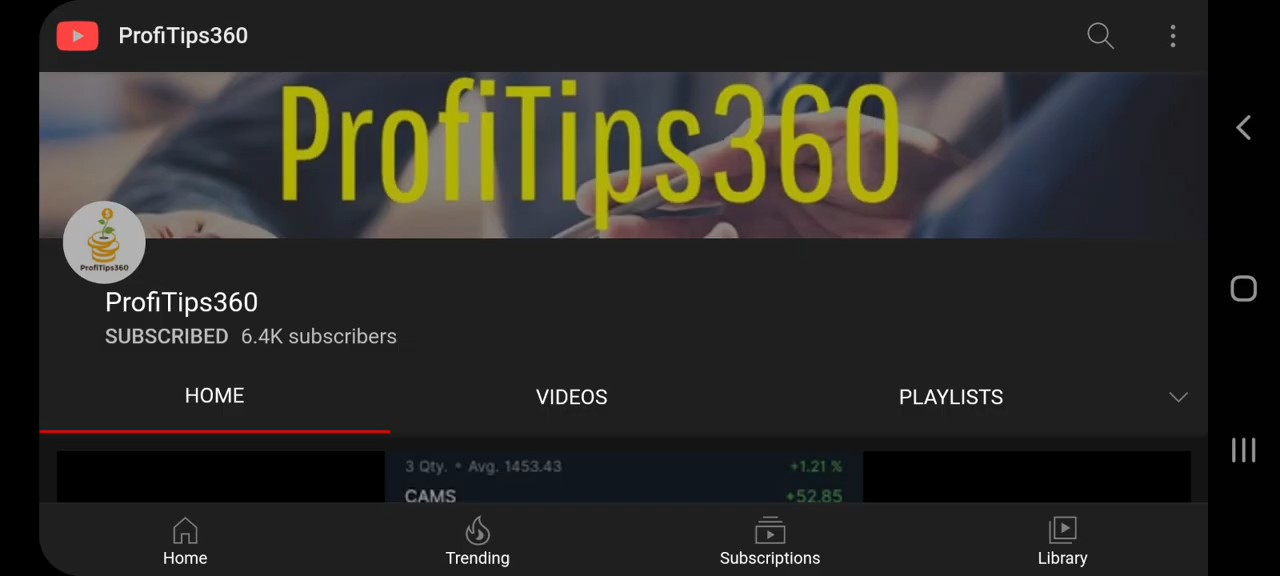 ProfiTips360
ProfiTips360
ProfiTips360
ProfiTips360
SUBSCRIBED 6.4K subscribers
HOME VIDEOS PLAYLISTS
3 Qty. • Avg. 1453.43 +1.21 %
CAMS +52.85
Home Trending Subscriptions Library